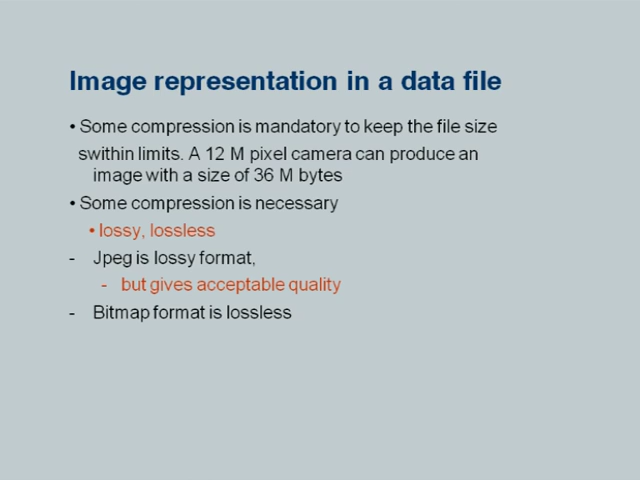 Image representation in a data file
• Some compression is mandatory to keep the file size
swithin limits. A 12 M pixel camera can produce an
image with a size of 36 M bytes
• Some compression is necessary
• lossy, lossless
- Jpeg is lossy format,
- but gives acceptable quality
- Bitmap format is lossless